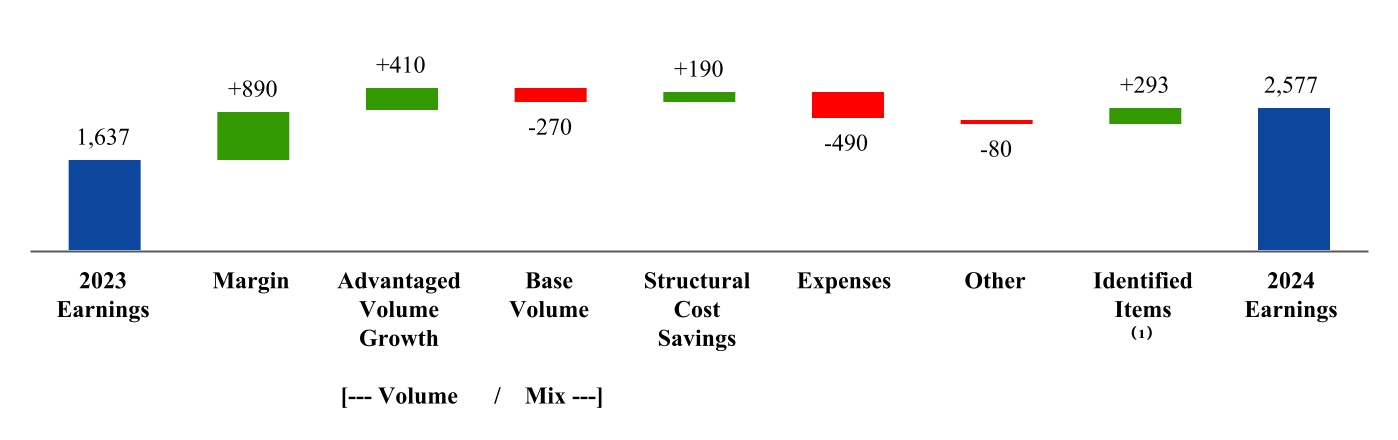 +410
+190
+890
+293
2,577
1,637
-270
-490
-80
2023
Earnings
Margin
Advantaged
Volume
Growth
Base
Volume
Structural
Cost
Savings
Expenses
Other
Identified
Items
⁽¹⁾
2024
Earnings
[--- Volume / Mix ---]